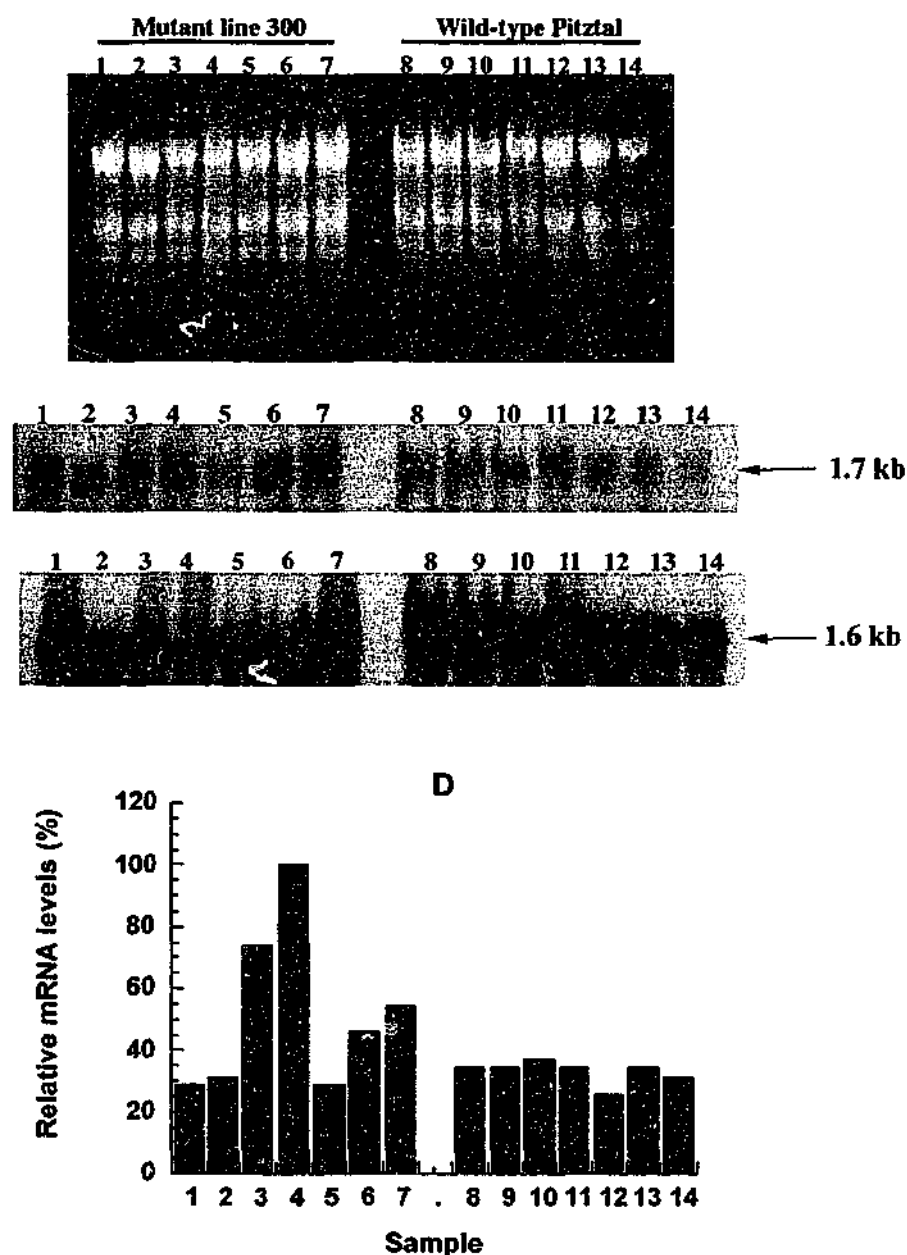 Mutant line 300 Wild-type Pitztal
1 2 3 4 5 6 7 8 9 10 11 12 13 14
1 2 3 4 5 6 7 8 9 10 11 12 13 14
1.7 kb
1 2 3 4 5 6 7 8 9 10 11 12 13 14
1.6 kb
D
Relative mRNA levels (%)
120
100
80
60
40
20
0
1 2 3 4 5 6 7 . 8 9 10 11 12 13 14
Sample